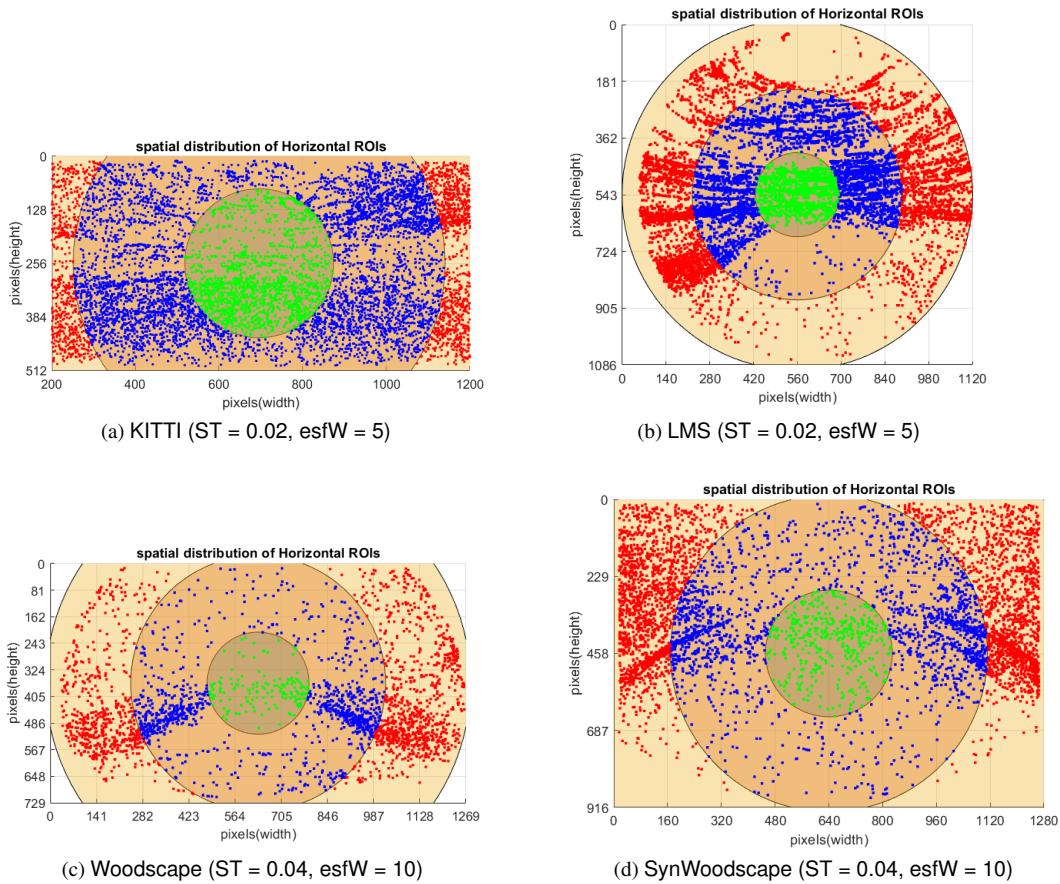 spatial distribution of Horizontal ROIs
0
128
256
384
512
pixels(height)
200 400 600 800 1000 1200
pixels(width)
(a) KITTI (ST = 0.02, esfW = 5)
spatial distribution of Horizontal ROIs
0
181
362
543
724
905
1086
pixels(height)
0 140 280 420 560 700 840 980 1120
pixels(width)
(b) LMS (ST = 0.02, esfW = 5)
spatial distribution of Horizontal ROIs
0
81
162
243
324
405
486
567
648
729
pixels(height)
0 141 282 423 564 705 846 987 1128 1269
pixels(width)
(c) Woodscape (ST = 0.04, esfW = 10)
spatial distribution of Horizontal ROIs
0
229
458
687
916
pixels(height)
0 160 320 480 640 800 960 1120 1280
pixels(width)
(d) SynWoodscape (ST = 0.04, esfW = 10)